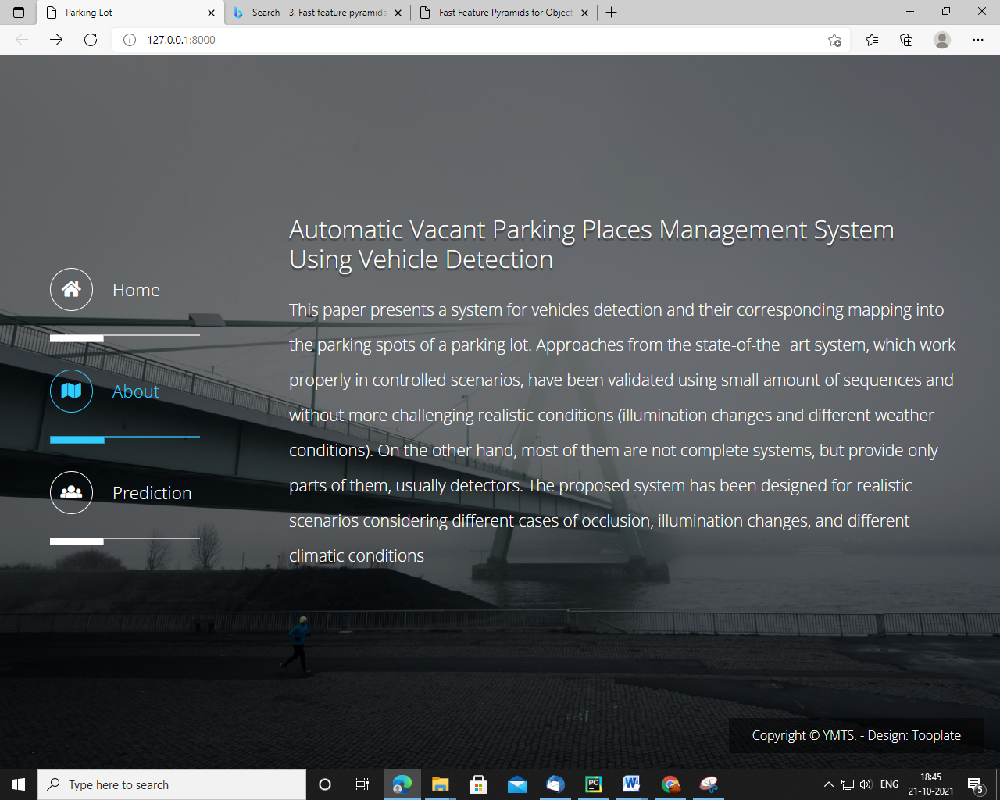 Parking Lot
Search - 3. Fast feature pyramids
Fast Feature Pyramids for Object
127.0.0.1:8000
Automatic Vacant Parking Places Management System
Using Vehicle Detection
Home
This paper presents a system for vehicles detection and their corresponding mapping into
the parking spots of a parking lot. Approaches from the state-of-the art system, which work
properly in controlled scenarios, have been validated using small amount of sequences and
About
without more challenging realistic conditions (illumination changes and different weather
conditions). On the other hand, most of them are not complete systems, but provide only
parts of them, usually detectors. The proposed system has been designed for realistic
Prediction
scenarios considering different cases of occlusion, illumination changes, and different
climatic conditions
Copyright © YMTS. - Design: Tooplate
Type here to search
PC
W
ENG
18:45
21-10-2021
5